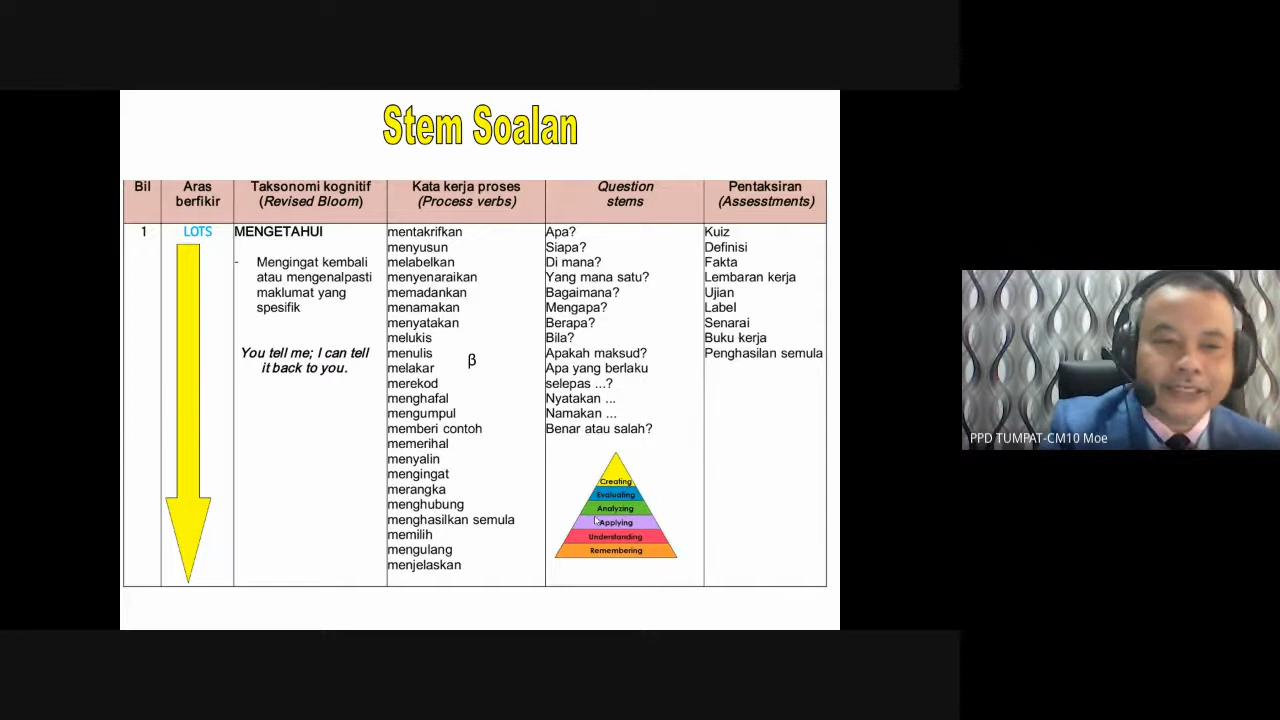 Stem Soalan
Bil
Aras
berfikir
Taksonomi kognitif
(Revised Bloom)
Kata kerja proses
(Process verbs)
Question
stems
Pentaksiran
(Assesstments)
1
LOTS
MENGETAHUI
- Mengingat kembali
atau mengenalpasti
maklumat yang
spesifik
You tell me; I can tell
it back to you.
mentakrifkan
menyusun
melabelkan
menyenaraikan
memadankan
menamakan
menyatakan
melukis
menulis
melakar
merekod
menghafal
mengumpul
memberi contoh
memerihal
menyalin
mengingat
merangka
menghubung
menghasilkan semula
memilih
mengulang
menjelaskan
β
Apa?
Siapa?
Di mana?
Yang mana satu?
Bagaimana?
Mengapa?
Berapa?
Bila?
Apakah maksud?
Apa yang berlaku
selepas ...?
Nyatakan ...
Namakan ...
Benar atau salah?
Creating
Evaluating
Analyzing
Applying
Understanding
Remembering
Kuiz
Definisi
Fakta
Lembaran kerja
Ujian
Label
Senarai
Buku kerja
Penghasilan semula
PPD TUMPAT-CM10 Moe